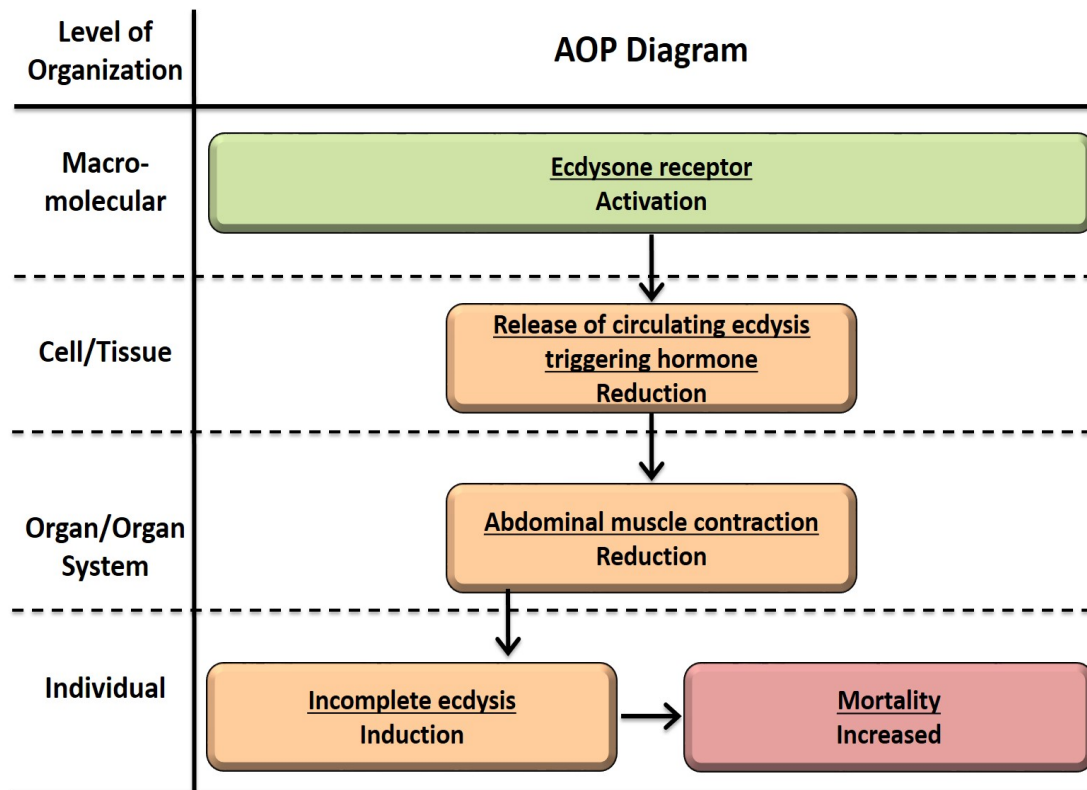 Level of
Organization
AOP Diagram
Macro-
molecular
Ecdysone receptor
Activation
Cell/Tissue
Release of circulating ecdysis
triggering hormone
Reduction
Organ/Organ
System
Abdominal muscle contraction
Reduction
Individual
Incomplete ecdysis
Induction
Mortality
Increased